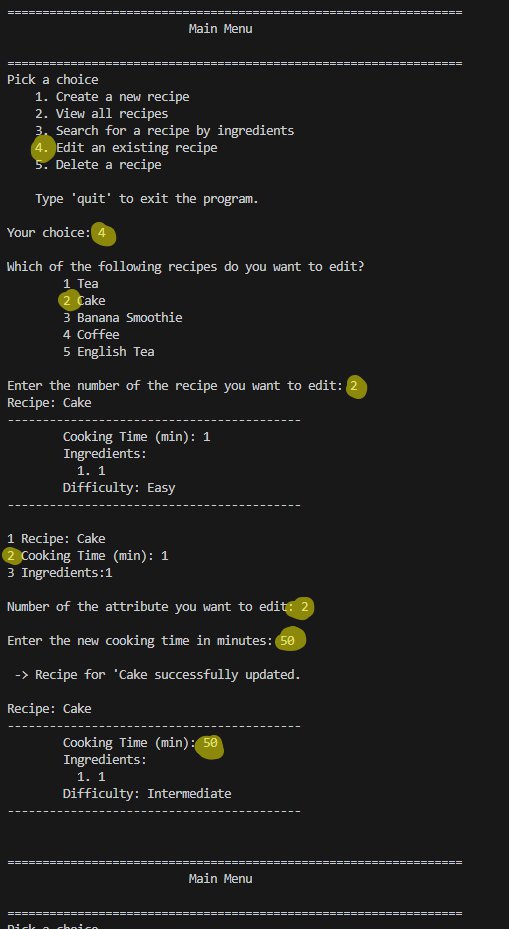 =================================================================
Main Menu
=================================================================
Pick a choice
1. Create a new recipe
2. View all recipes
3. Search for a recipe by ingredients
4. Edit an existing recipe
5. Delete a recipe
Type 'quit' to exit the program.
Your choice: 4
Which of the following recipes do you want to edit?
1 Tea
2 Cake
3 Banana Smoothie
4 Coffee
5 English Tea
Enter the number of the recipe you want to edit: 2
Recipe: Cake
------------------------------------------
Cooking Time (min): 1
Ingredients:
1. 1
Difficulty: Easy
------------------------------------------
1 Recipe: Cake
2 Cooking Time (min): 1
3 Ingredients:1
Number of the attribute you want to edit: 2
Enter the new cooking time in minutes: 50
-> Recipe for 'Cake successfully updated.
Recipe: Cake
------------------------------------------
Cooking Time (min): 50
Ingredients:
1. 1
Difficulty: Intermediate
------------------------------------------
=================================================================
Main Menu
=================================================================
Pick a choice